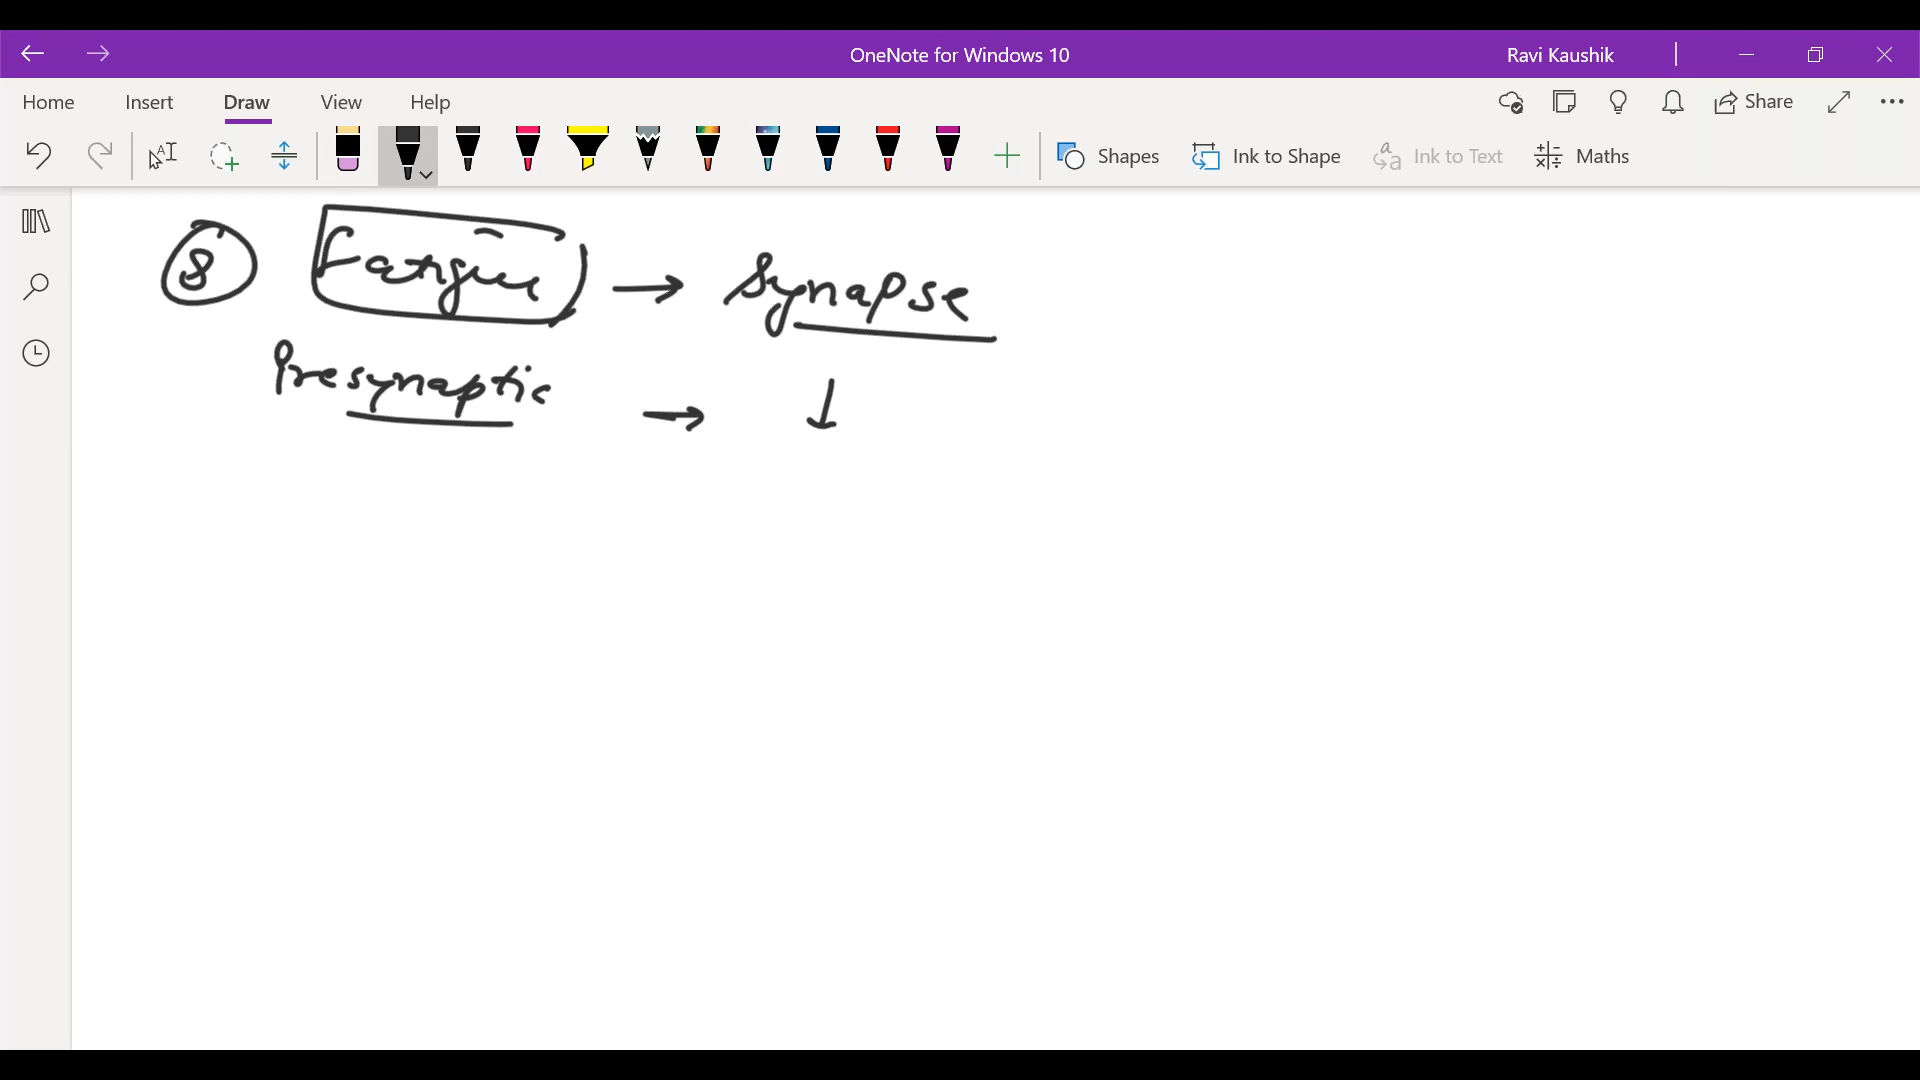 OneNote for Windows 10 Ravi Kaushik
Home Insert Draw View Help Share
Shapes Ink to Shape Ink to Text Maths
8 Fatigue → Synapse
Presynaptic → ↓